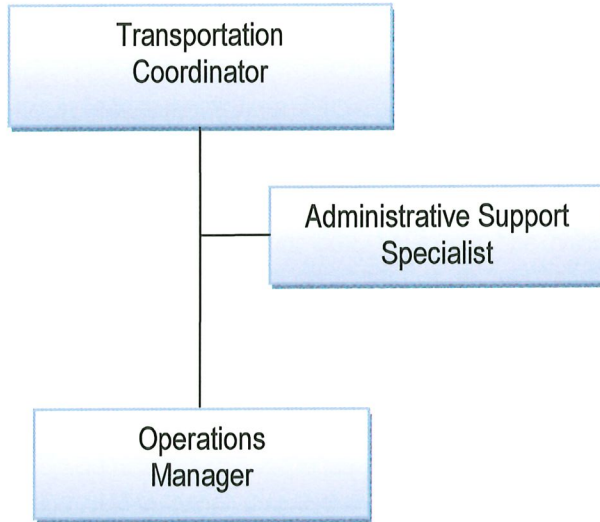 Transportation
Coordinator
Administrative Support
Specialist
Operations
Manager